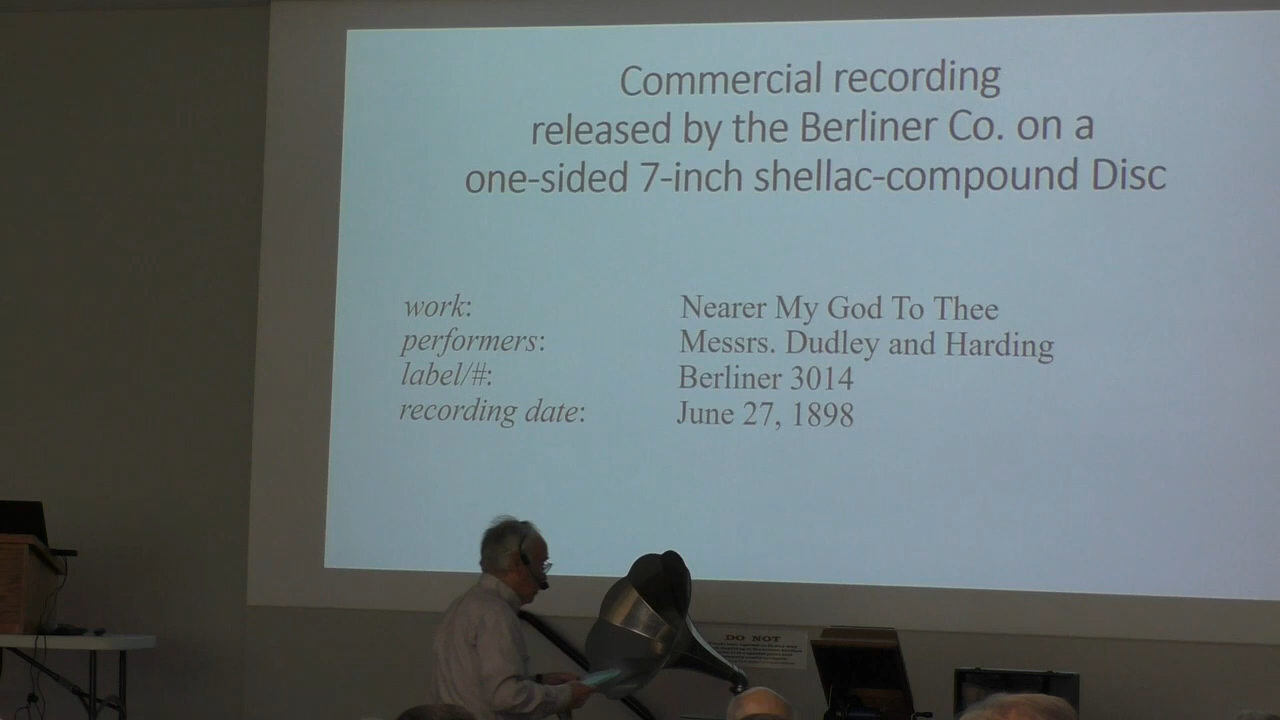 Commercial recording
released by the Berliner Co. on a
one-sided 7-inch shellac-compound Disc
work: Nearer My God To Thee
performers: Messrs. Dudley and Harding
label/#: Berliner 3014
recording date: June 27, 1898
DO NOT